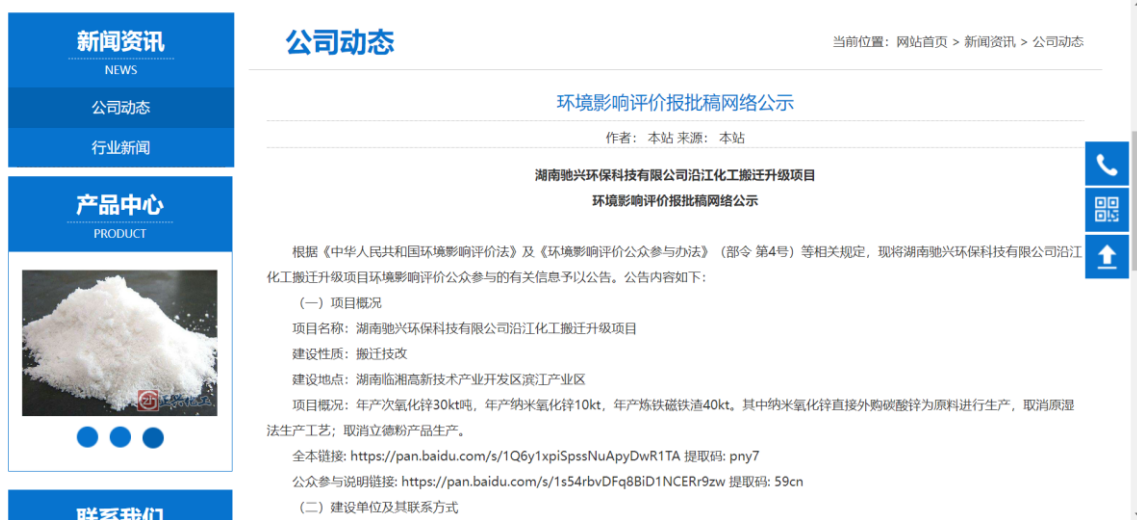 新闻资讯
NEWS
公司动态
行业新闻
产品中心
PRODUCT
联系我们
公司动态
当前位置：网站首页 > 新闻资讯 > 公司动态
环境影响评价报批稿网络公示
作者： 本站 来源： 本站
湖南驰兴环保科技有限公司沿江化工搬迁升级项目
环境影响评价报批稿网络公示
根据《中华人民共和国环境影响评价法》及《环境影响评价公众参与办法》（部令 第4号）等相关规定，现将湖南驰兴环保科技有限公司沿江
化工搬迁升级项目环境影响评价公众参与的有关信息予以公告。公告内容如下：
（一）项目概况
项目名称：湖南驰兴环保科技有限公司沿江化工搬迁升级项目
建设性质：搬迁技改
建设地点：湖南临湘高新技术产业开发区滨江产业区
项目概况：年产次氧化锌30kt吨，年产纳米氧化锌10kt，年产炼铁磁铁渣40kt。其中纳米氧化锌直接外购碳酸锌为原料进行生产，取消原湿
法生产工艺；取消立德粉产品生产。
全本链接: https://pan.baidu.com/s/1Q6y1xpiSpssNuApyDwR1TA 提取码: pny7
公众参与说明链接: https://pan.baidu.com/s/1s54rbvDFq8BiD1NCERr9zw 提取码: 59cn
（二）建设单位及其联系方式